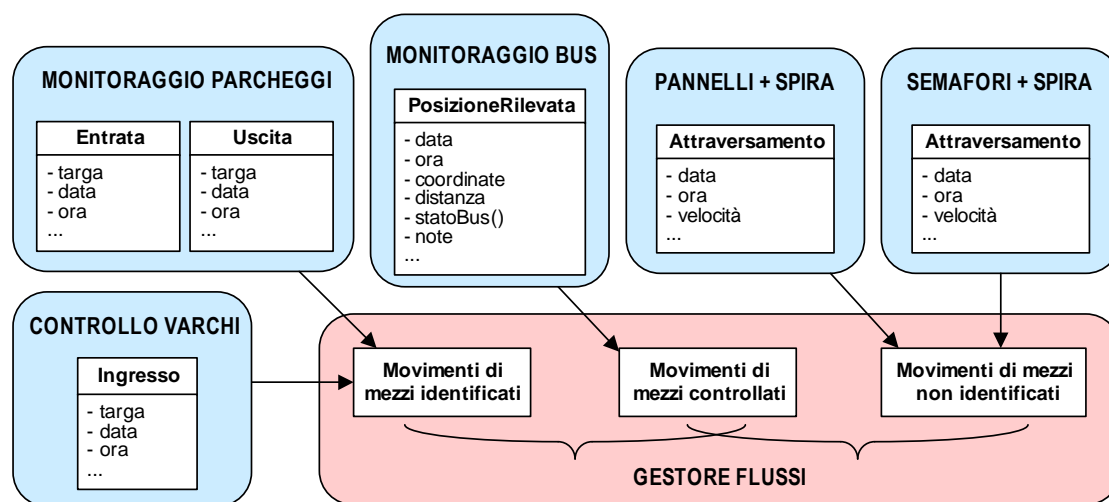 MONITORAGGIO PARCHEGGI
Entrata
- targa
- data
- ora
...
Uscita
- targa
- data
- ora
...
MONITORAGGIO BUS
PosizioneRilevata
- data
- ora
- coordinate
- distanza
- statoBus()
- note
...
PANNELLI + SPIRA
Attraversamento
- data
- ora
- velocità
...
SEMAFORI + SPIRA
Attraversamento
- data
- ora
- velocità
...
CONTROLLO VARCHI
Ingresso
- targa
- data
- ora
...
Movimenti di
mezzi identificati
Movimenti di
mezzi controllati
Movimenti di mezzi
non identificati
GESTORE FLUSSI